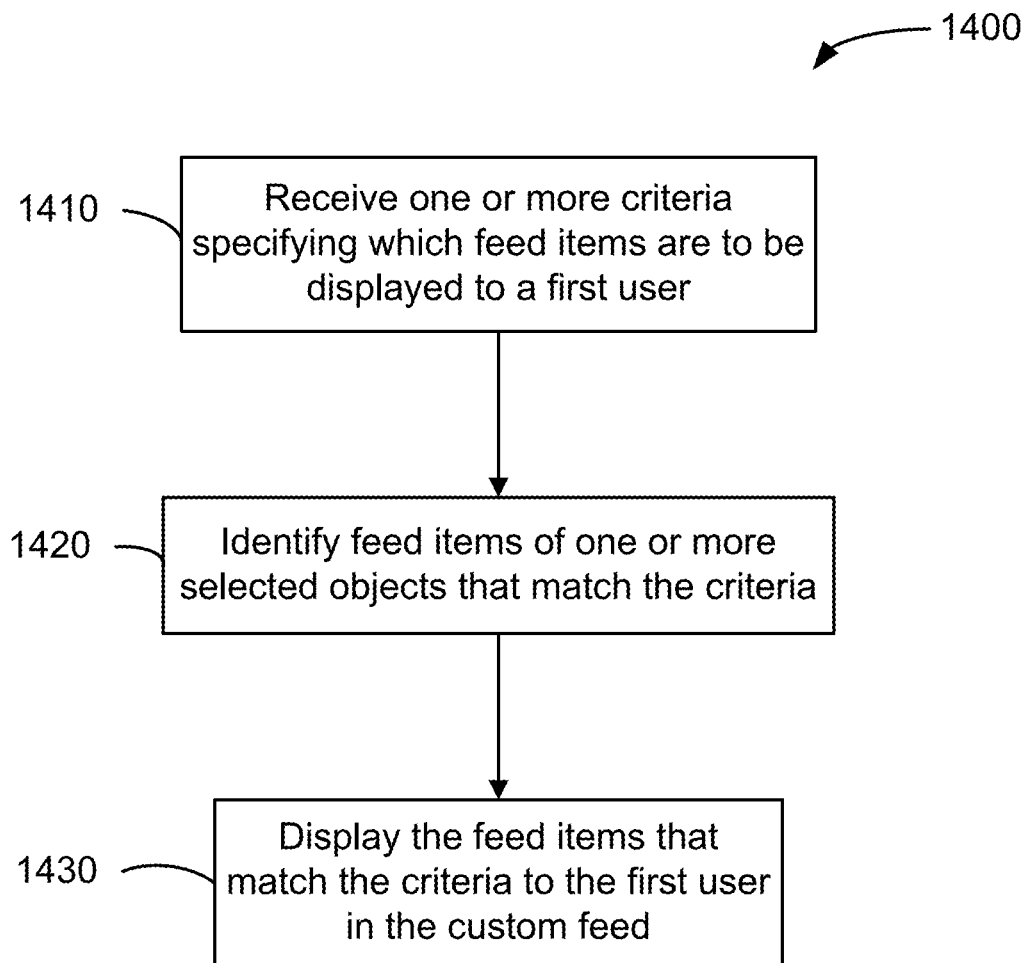 1400
1410
Receive one or more criteria
specifying which feed items are to be
displayed to a first user
1420
Identify feed items of one or more
selected objects that match the criteria
1430
Display the feed items that
match the criteria to the first user
in the custom feed